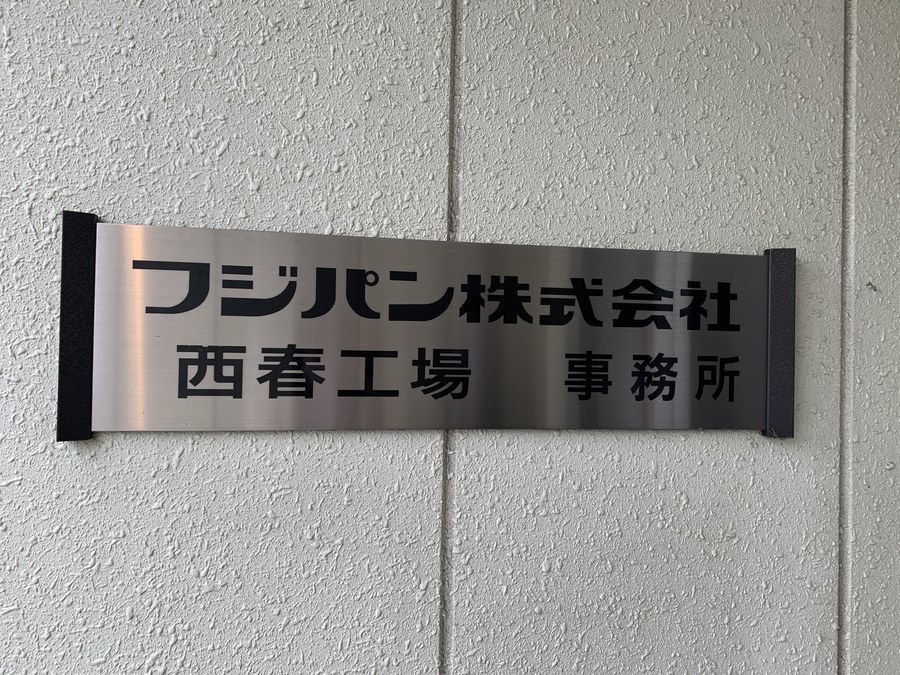 フジパン株式会社
西春工場　事務所